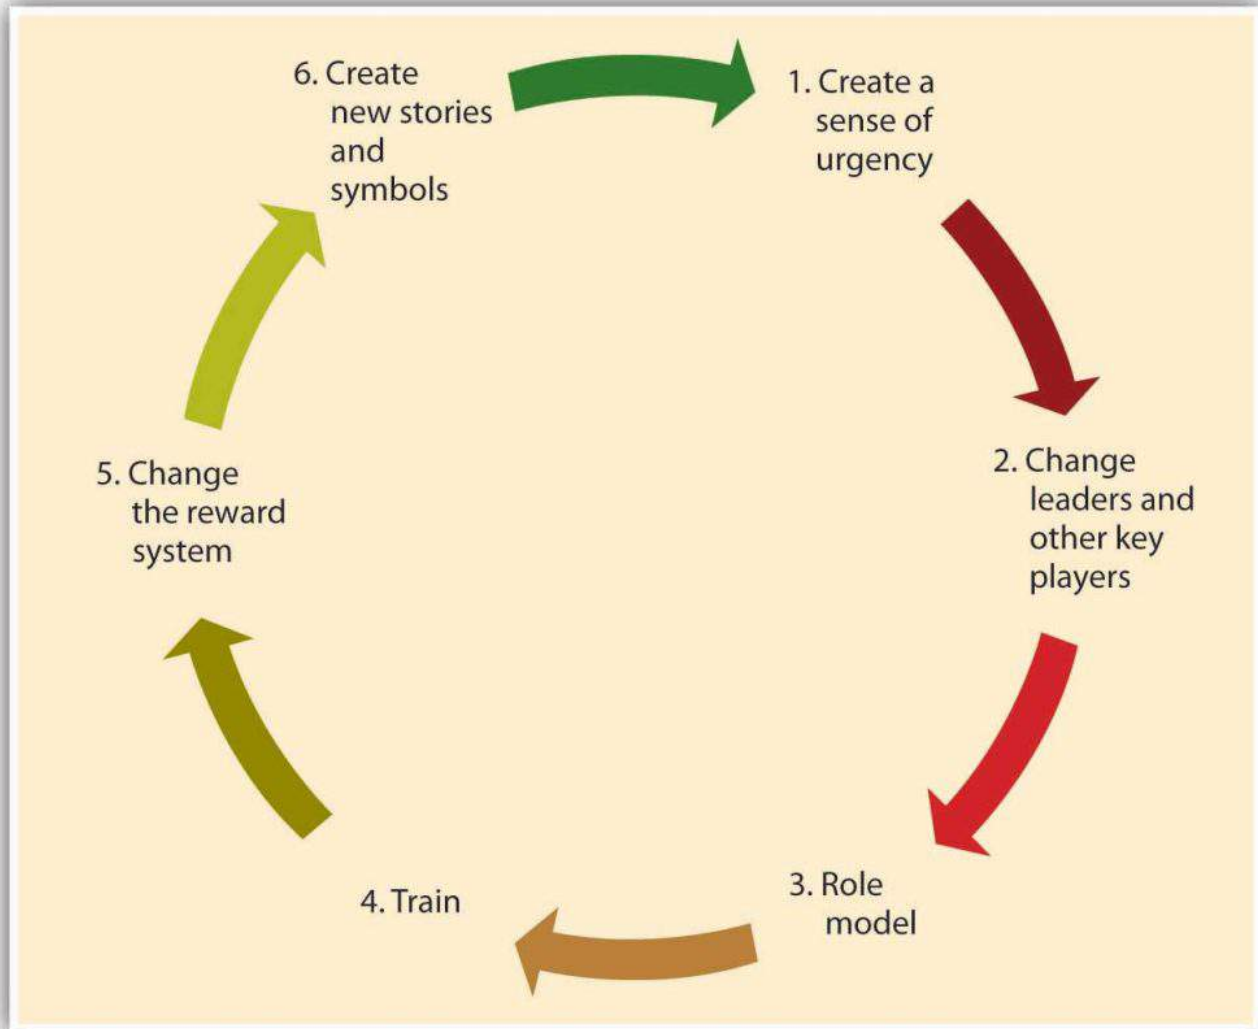 1. Create a
sense of
urgency
2. Change
leaders and
other key
players
3. Role
model
4. Train
5. Change
the reward
system
6. Create
new stories
and
symbols